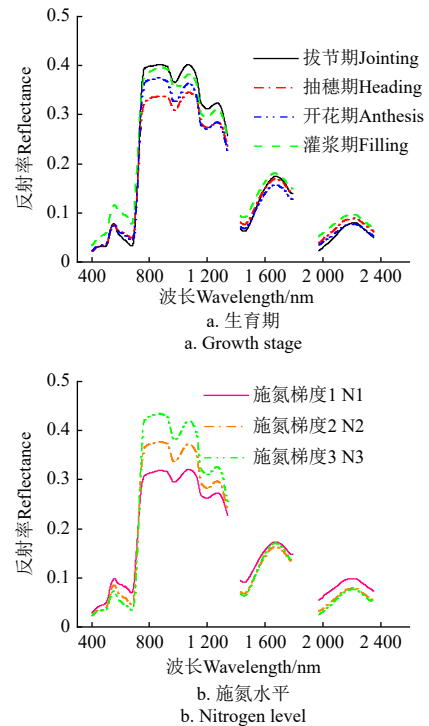 0.5
0.4
0.3
0.2
0.1
0
反射率Reflectance
拔节期Jointing
抽穗期Heading
开花期Anthesis
灌浆期Filling
400 800 1 200 1 600 2 000 2 400
波长Wavelength/nm
a. 生育期
a. Growth stage
0.5
0.4
0.3
0.2
0.1
0
反射率Reflectance
施氮梯度1 N1
施氮梯度2 N2
施氮梯度3 N3
400 800 1 200 1 600 2 000 2 400
波长Wavelength/nm
b. 施氮水平
b. Nitrogen level